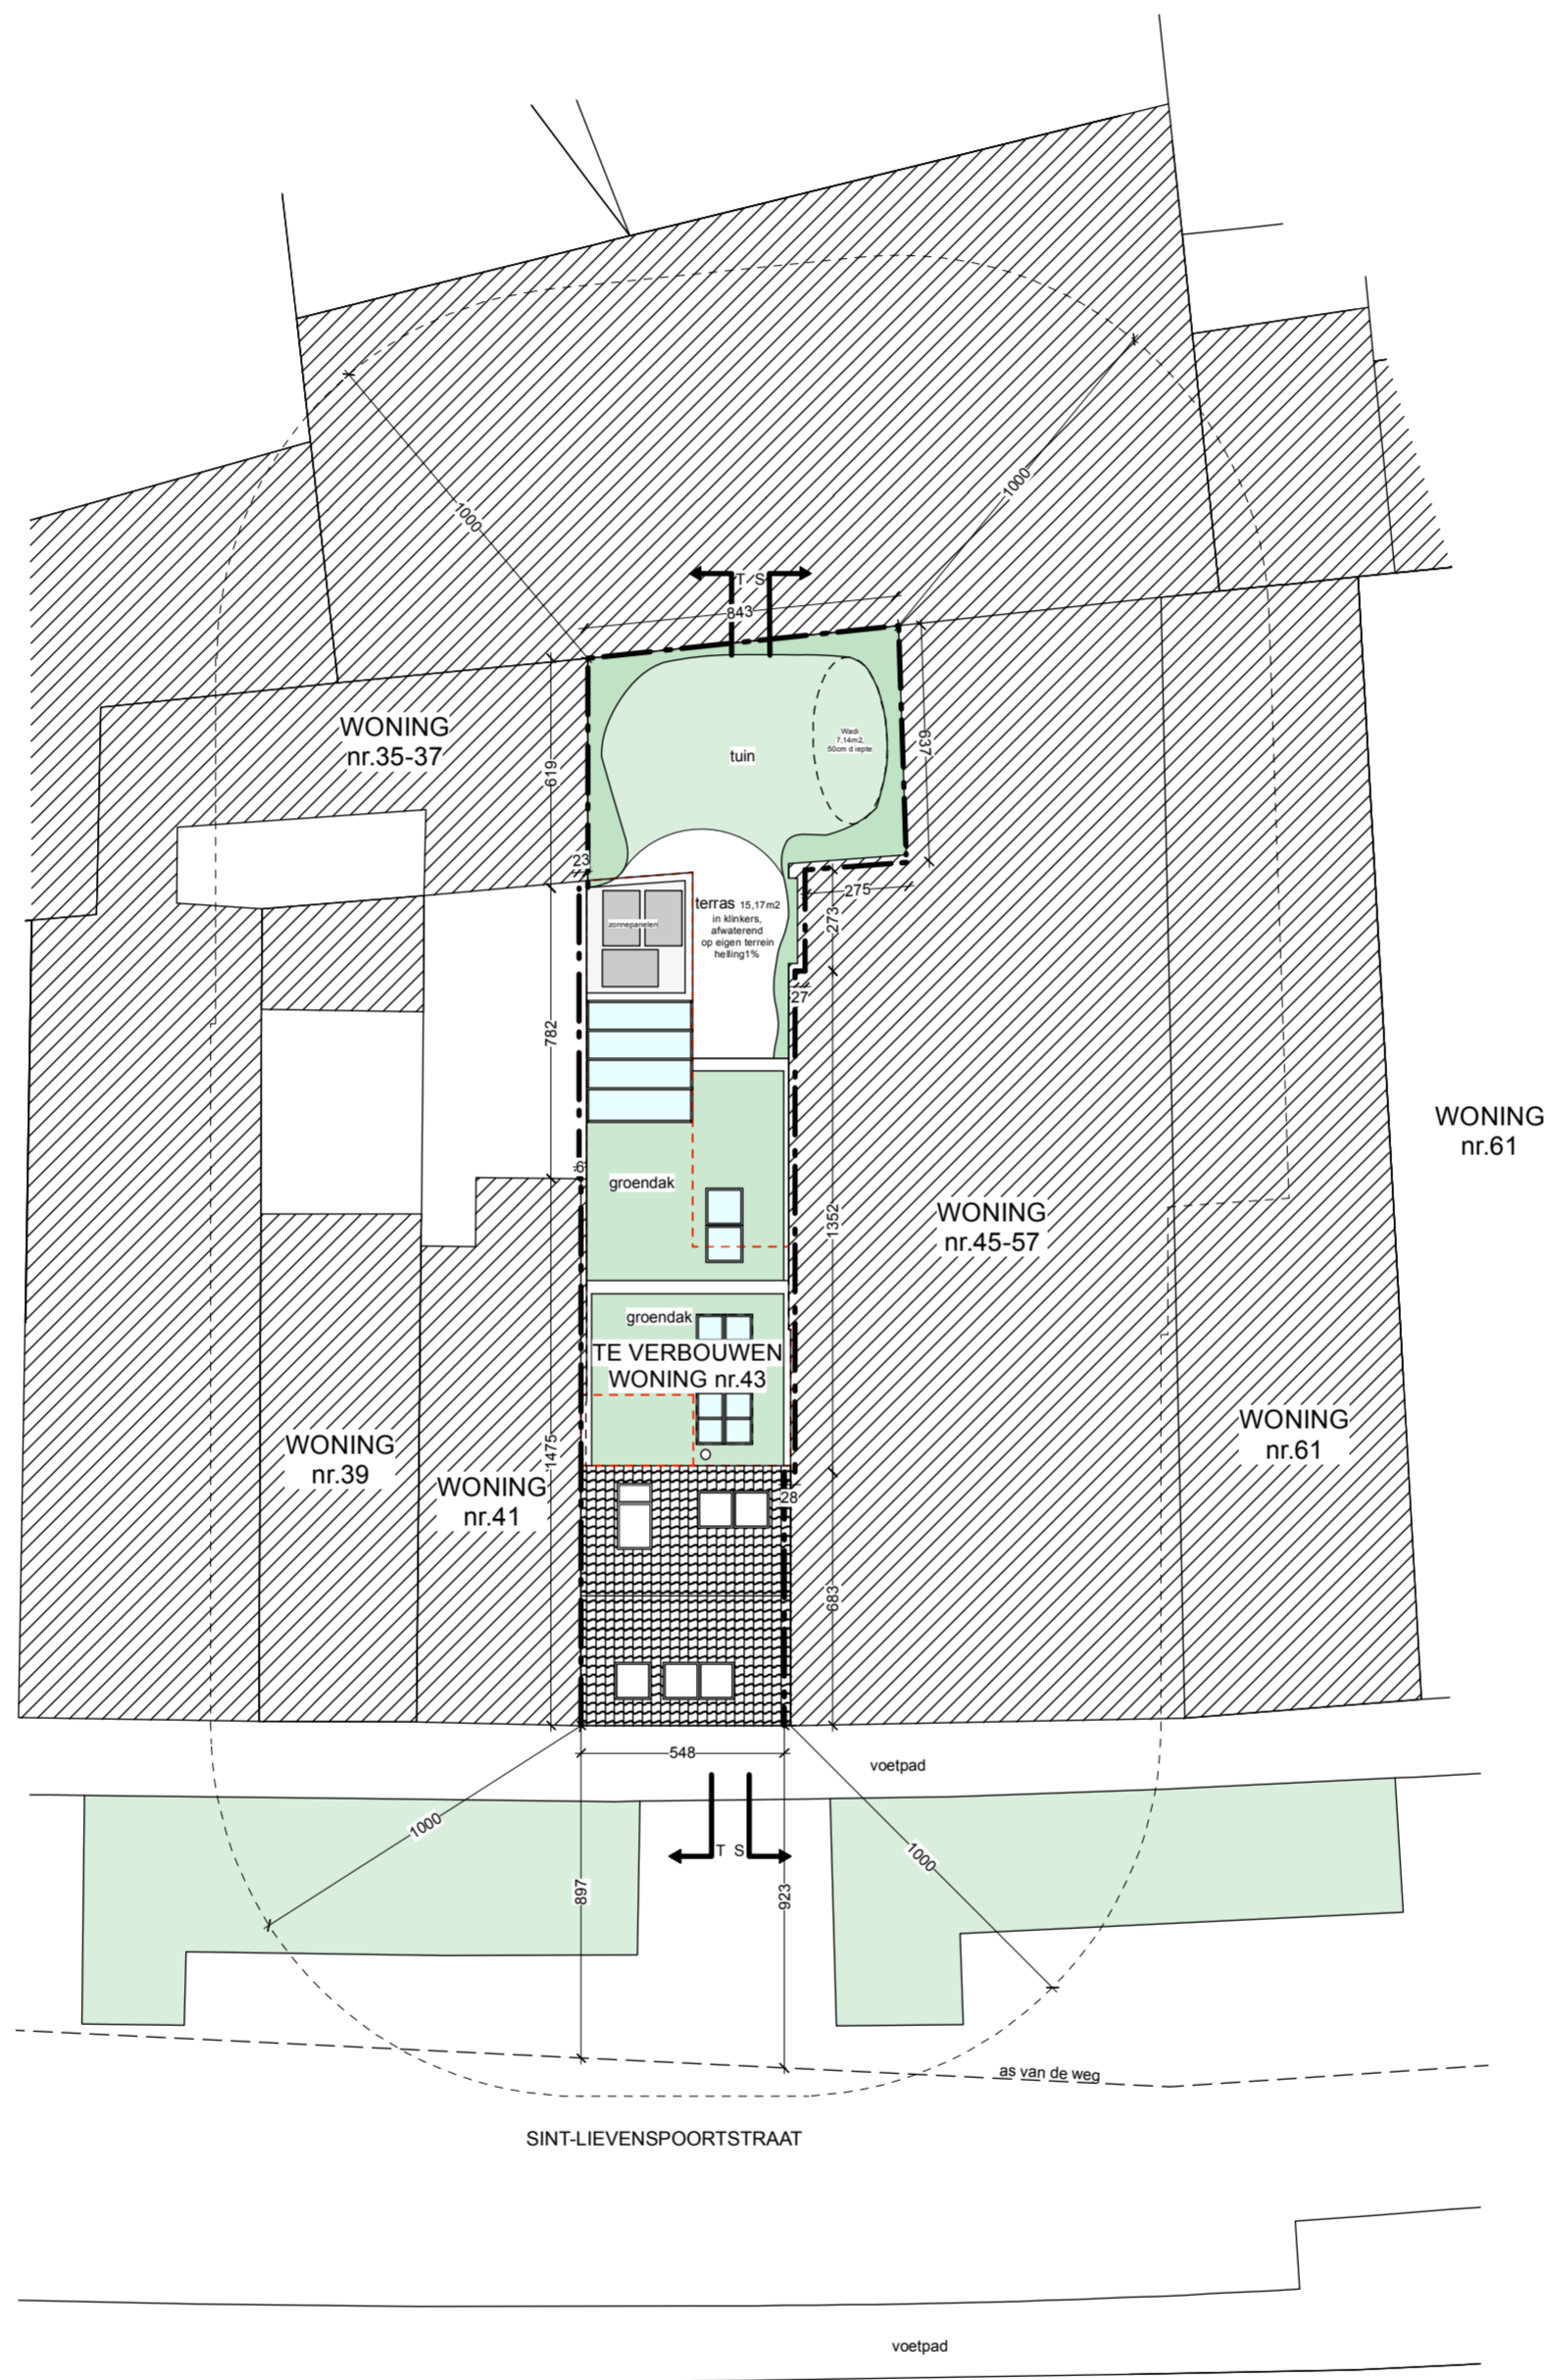 1000
1000
T S
843
WONING
nr.35-37
619
tuin
Wadi
7,14m2,
50cm diepte
637
23
275
zonnepanelen
terras 15,17m2
in klinkers,
afwaterend
op eigen terrein
helling1%
273
27
782
WONING
nr.61
6
groendak
1352
WONING
nr.45-57
groendak
TE VERBOUWEN
WONING nr.43
WONING
nr.39
1475
WONING
nr.61
WONING
nr.41
28
683
548
voetpad
1000
T S
1000
897
923
as van de weg
SINT-LIEVENSPOORTSTRAAT
voetpad